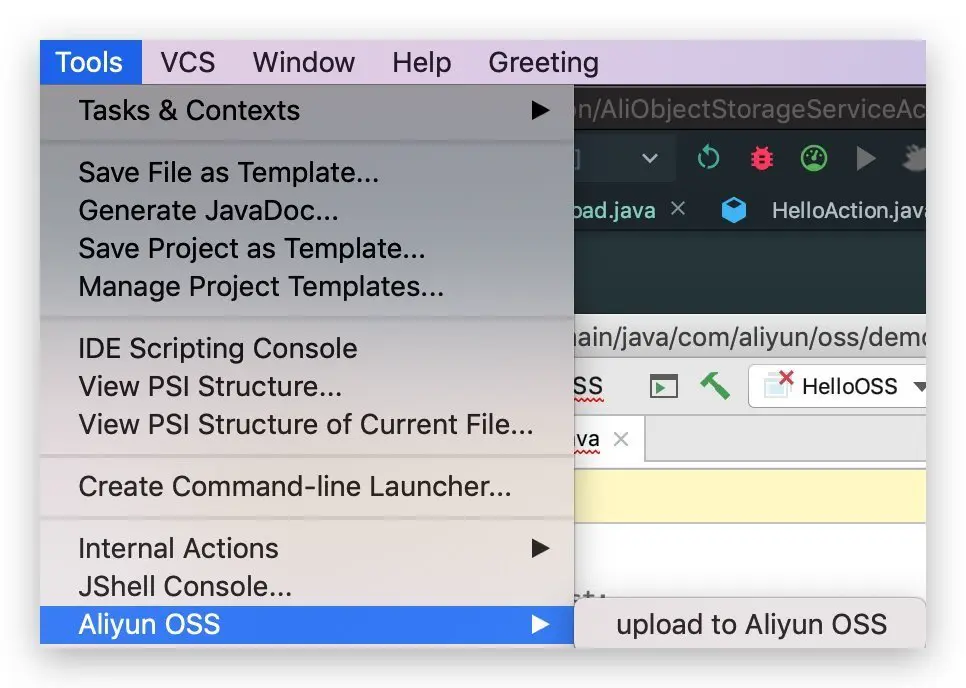 Tools VCS Window Help Greeting
Tasks & Contexts
on/AliObjectStorageServiceAc
Save File as Template...
Generate JavaDoc...
oad.java HelloAction.java
Save Project as Template...
Manage Project Templates...
IDE Scripting Console
ain/java/com/aliyun/oss/demo
View PSI Structure...
SS HelloOSS
View PSI Structure of Current File...
va
Create Command-line Launcher...
Internal Actions
JShell Console...
Aliyun OSS
upload to Aliyun OSS